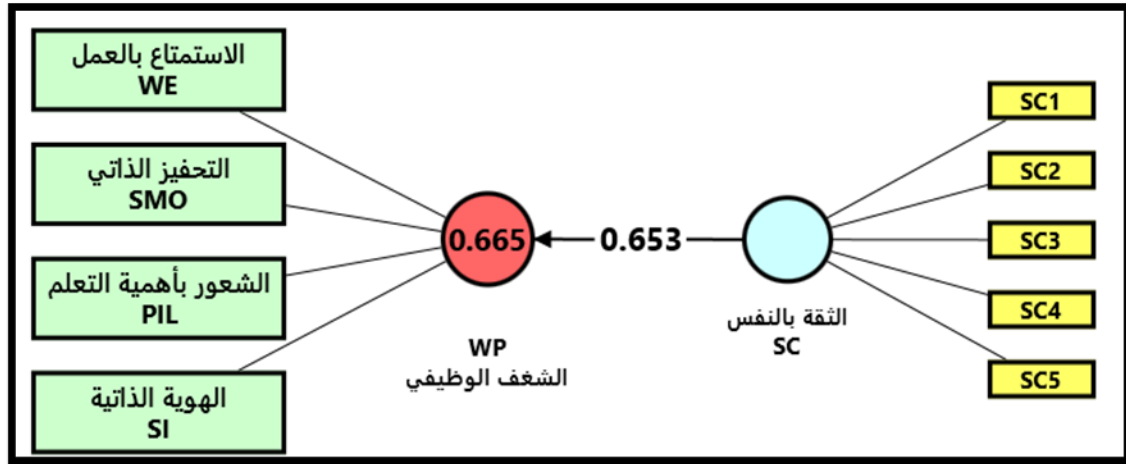 الاستمتاع بالعمل
WE
التحفيز الذاتي
SMO
الشعور بأهمية التعلم
PIL
الهوية الذاتية
SI
0.665
WP
الشغف الوظيفي
0.653
الثقة بالنفس
SC
SC1
SC2
SC3
SC4
SC5